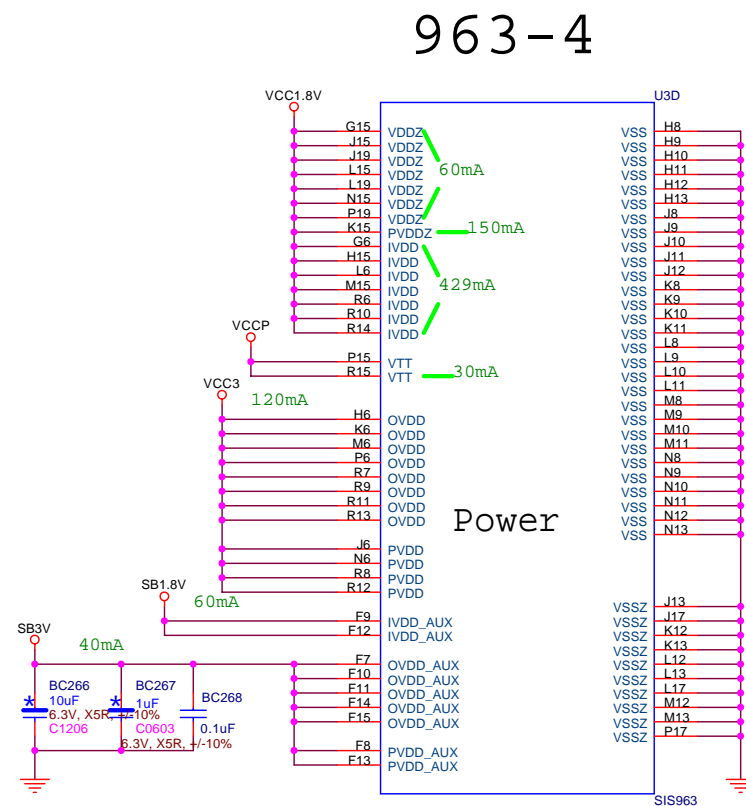 963-4
VCC1.8V
U3D
G15 VDDZ VSS H8
J15 VDDZ VSS H9
J19 VDDZ VSS H10
L15 VDDZ 60mA VSS H11
L19 VDDZ VSS H12
N15 VDDZ VSS H13
P19 VDDZ VSS J8
K15 PVDDZ 150mA VSS J9
G6 IVDD VSS J10
H15 IVDD VSS J11
L6 IVDD VSS J12
M15 IVDD 429mA VSS K8
R6 IVDD VSS K9
R10 IVDD VSS K10
R14 IVDD VSS K11
VCCP
VSS L8
P15 VTT VSS L9
R15 VTT 30mA VSS L10
VCC3
VSS L11
120mA
VSS M8
H6 OVDD VSS M9
K6 OVDD VSS M10
M6 OVDD VSS M11
P6 OVDD VSS N8
R7 OVDD VSS N9
R9 OVDD VSS N10
R11 OVDD VSS N11
R13 OVDD VSS N12
VSS N13
Power
J6 PVDD
N6 PVDD
R8 PVDD
R12 PVDD
SB1.8V
60mA
VSSZ J13
F9 IVDD_AUX VSSZ J17
F12 IVDD_AUX VSSZ K12
SB3V
40mA
VSSZ K13
F7 OVDD_AUX VSSZ L12
F10 OVDD_AUX VSSZ L13
F11 OVDD_AUX VSSZ L17
F14 OVDD_AUX VSSZ M12
F15 OVDD_AUX VSSZ M13
VSSZ P17
F8 PVDD_AUX
F13 PVDD_AUX
BC266
* 10uF
6.3V, X5R, +/-10%
C1206
BC267
* 1uF
C0603
6.3V, X5R, +/-10%
BC268
0.1uF
SIS963